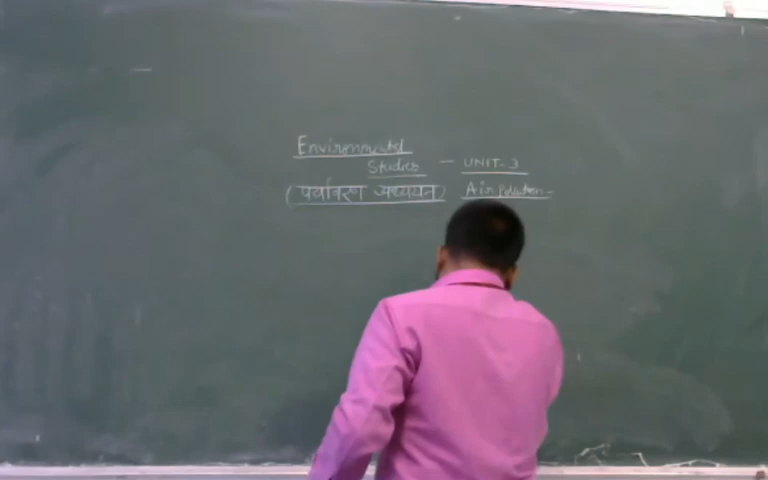 Environmental
Studies - UNIT-3
(पर्यावरण अध्ययन) Air Pollution-